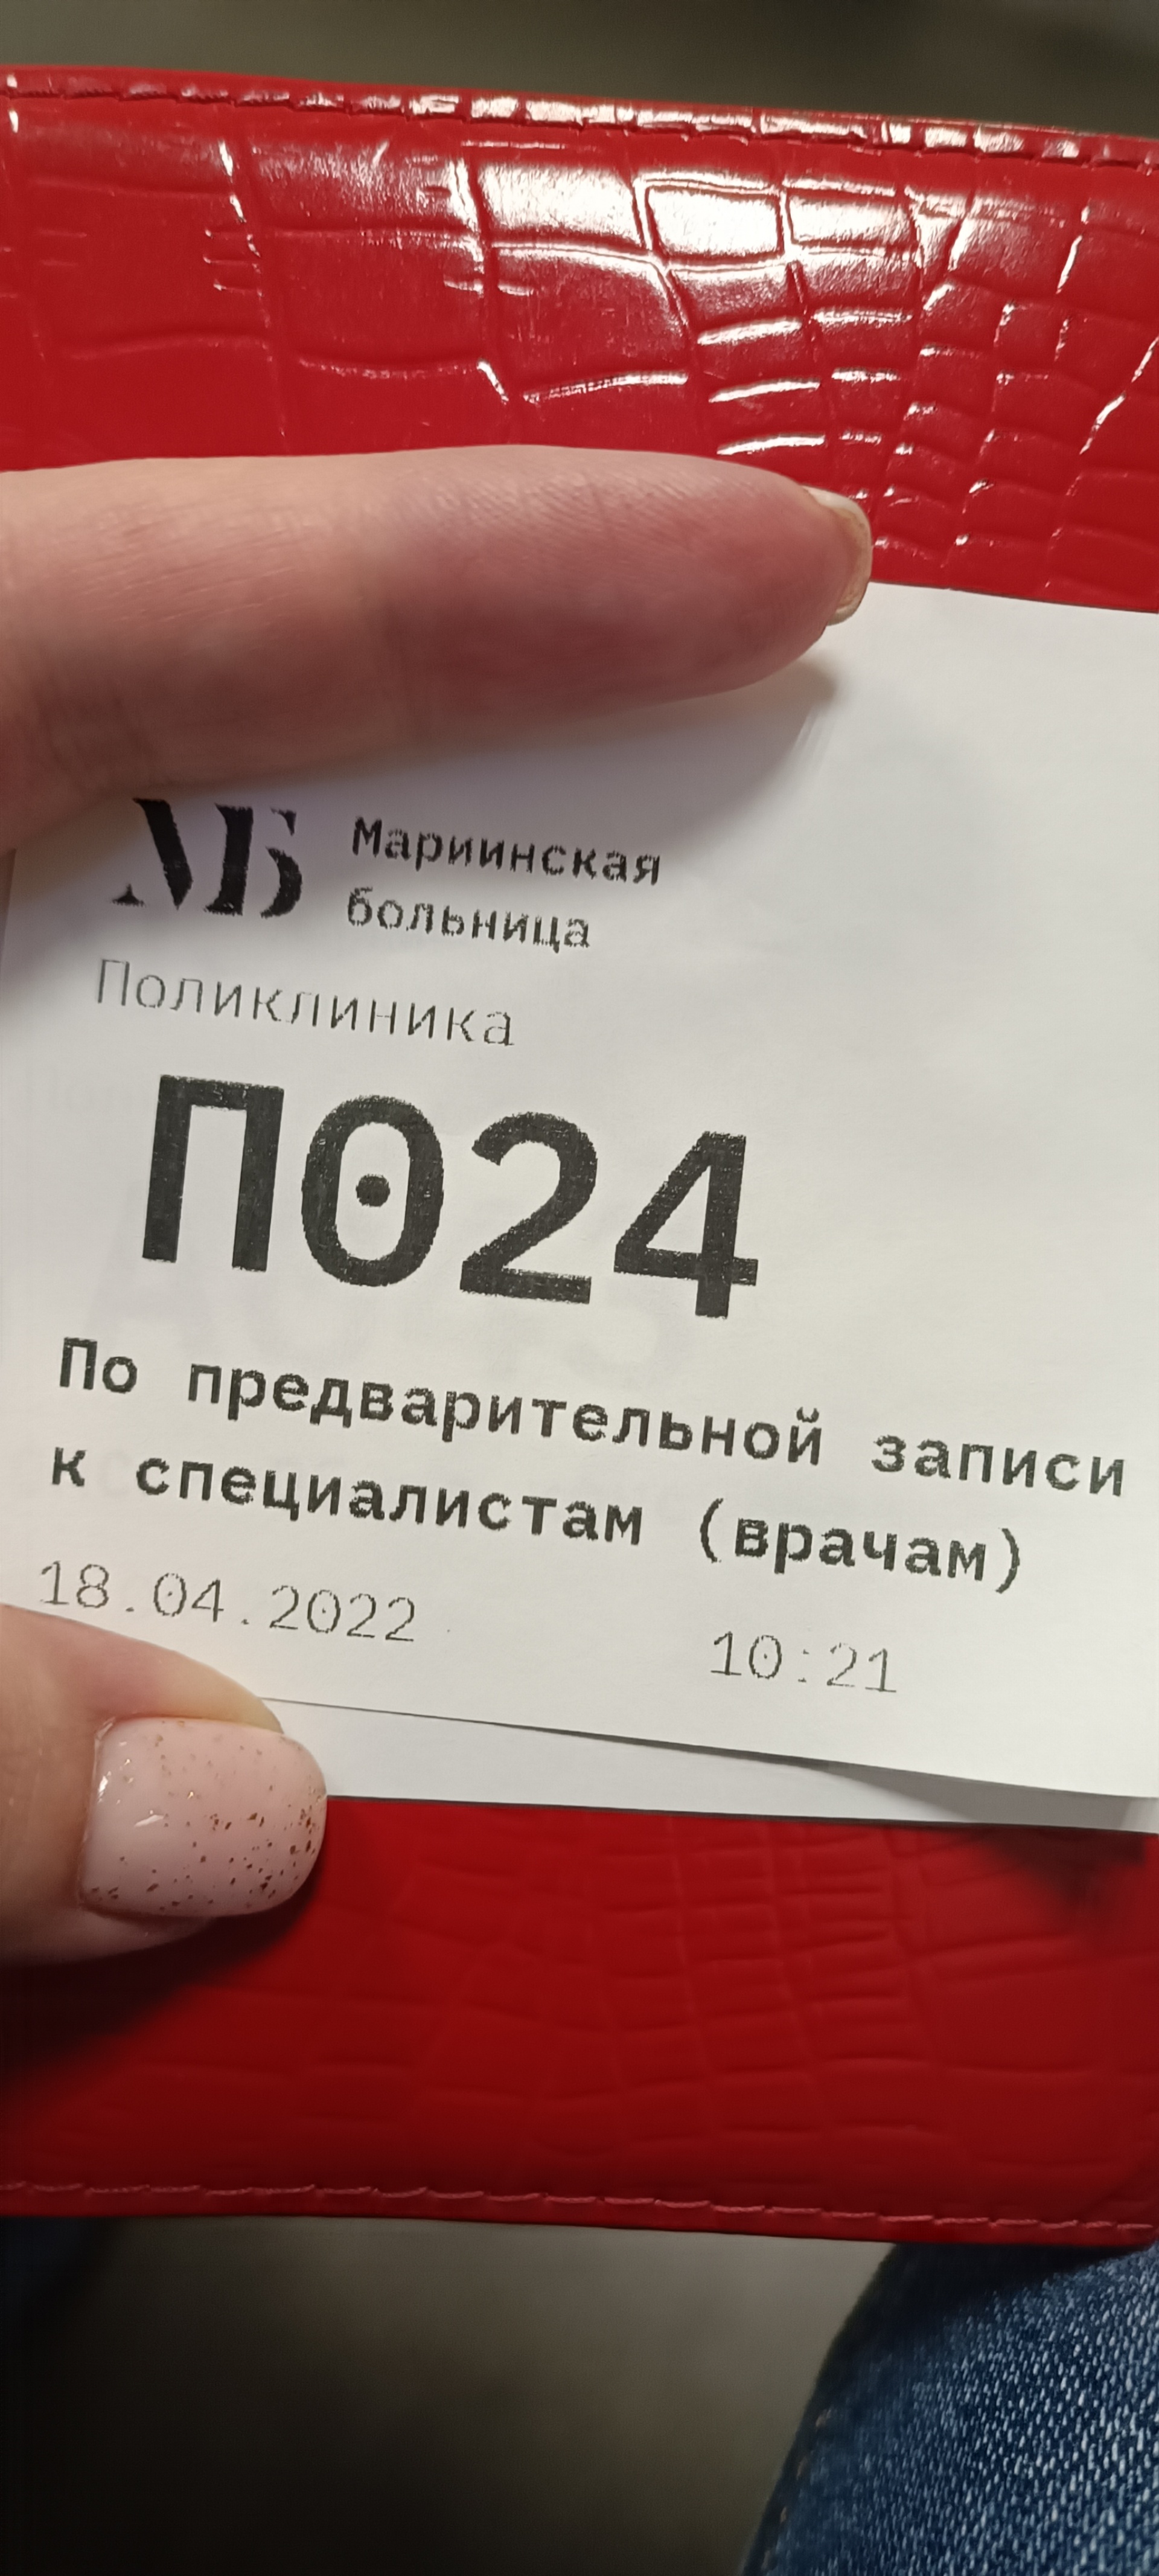 МБ Мариинская
больница
Поликлиника
П024
По предварительной записи
к специалистам (врачам)
18.04.2022 10:21